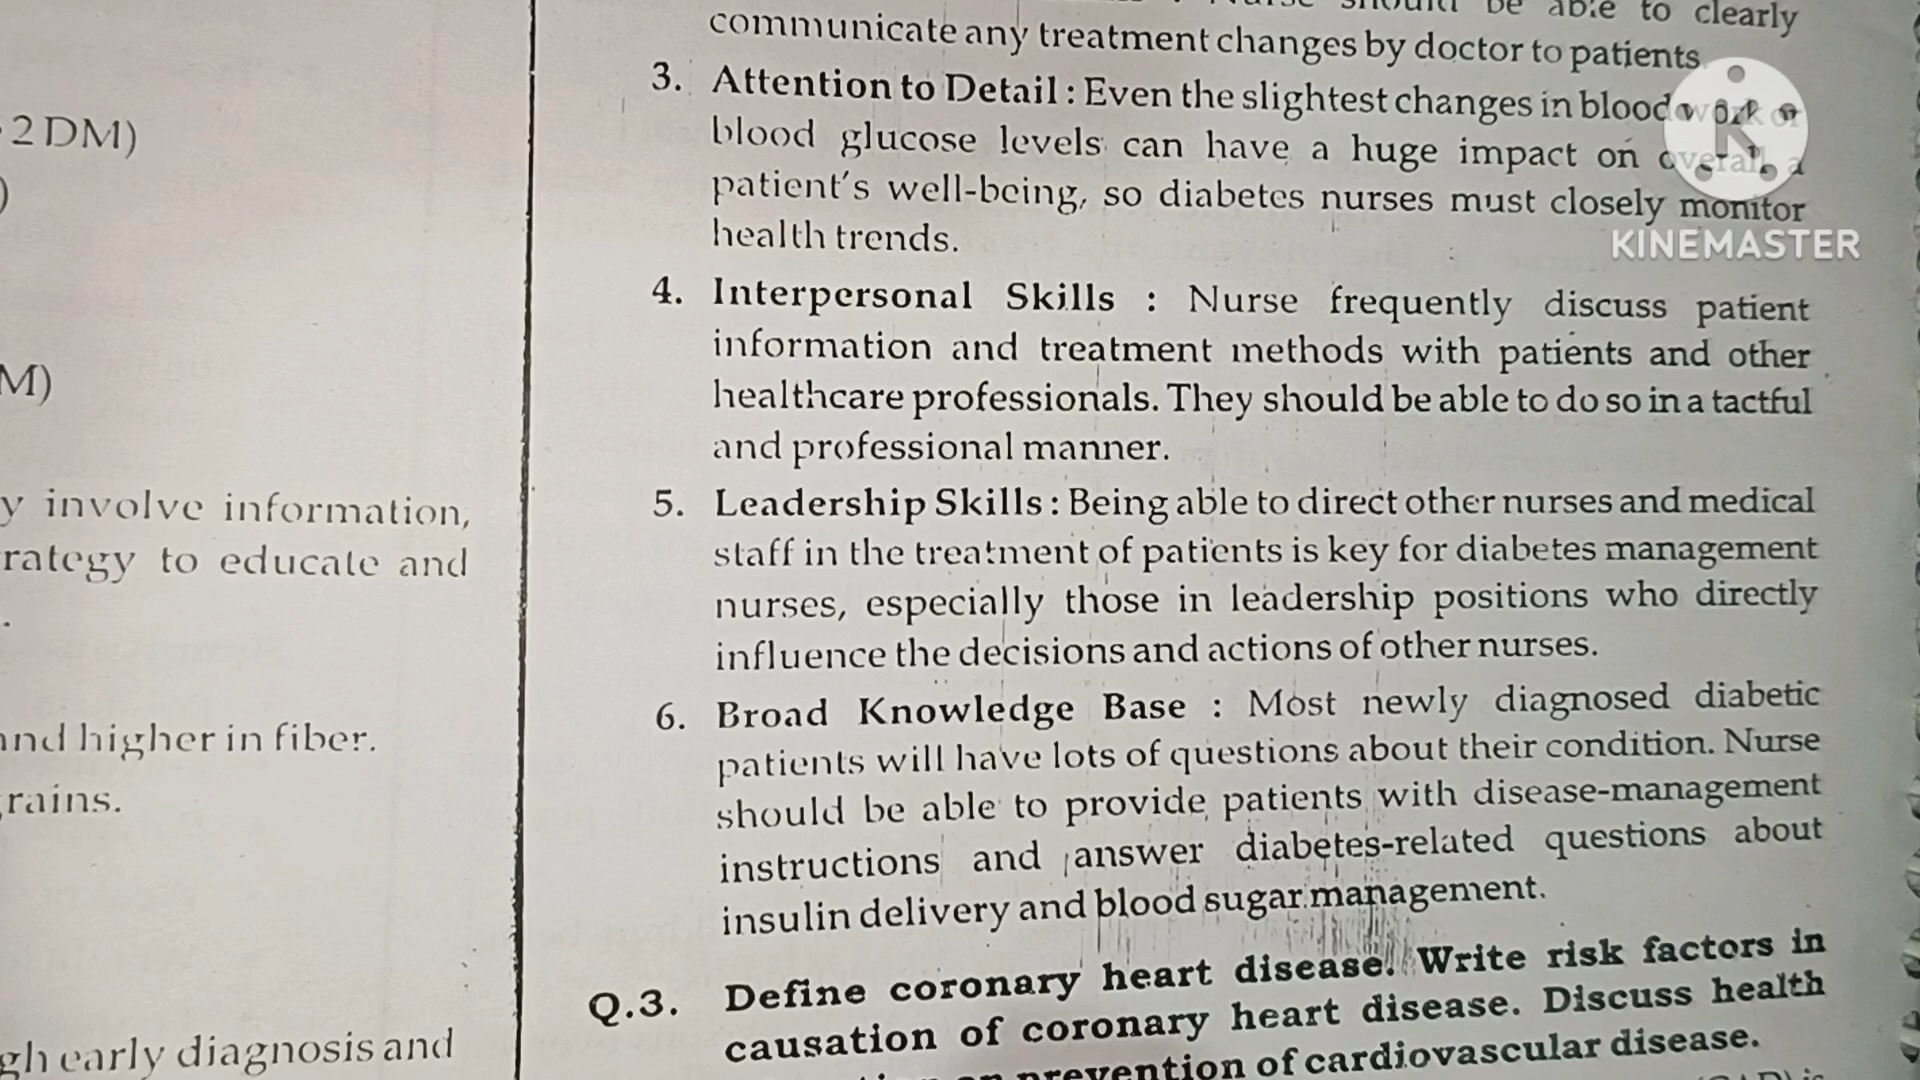 2 DM)
)
M)
y involve information,
rategy to educate and
.
and higher in fiber.
rains.
gh early diagnosis and
: Nurse should be able to clearly
communicate any treatment changes by doctor to patients.
3. Attention to Detail : Even the slightest changes in blood work or
blood glucose levels can have a huge impact on overall a
patient's well-being, so diabetes nurses must closely monitor
health trends.
4. Interpersonal Skills : Nurse frequently discuss patient
information and treatment methods with patients and other
healthcare professionals. They should be able to do so in a tactful
and professional manner.
5. Leadership Skills : Being able to direct other nurses and medical
staff in the treatment of patients is key for diabetes management
nurses, especially those in leadership positions who directly
influence the decisions and actions of other nurses.
6. Broad Knowledge Base : Most newly diagnosed diabetic
patients will have lots of questions about their condition. Nurse
should be able to provide patients with disease-management
instructions and answer diabetes-related questions about
insulin delivery and blood sugar management.
Q.3. Define coronary heart disease. Write risk factors in
causation of coronary heart disease. Discuss health
prevention of cardiovascular disease.
K
KINEMASTER